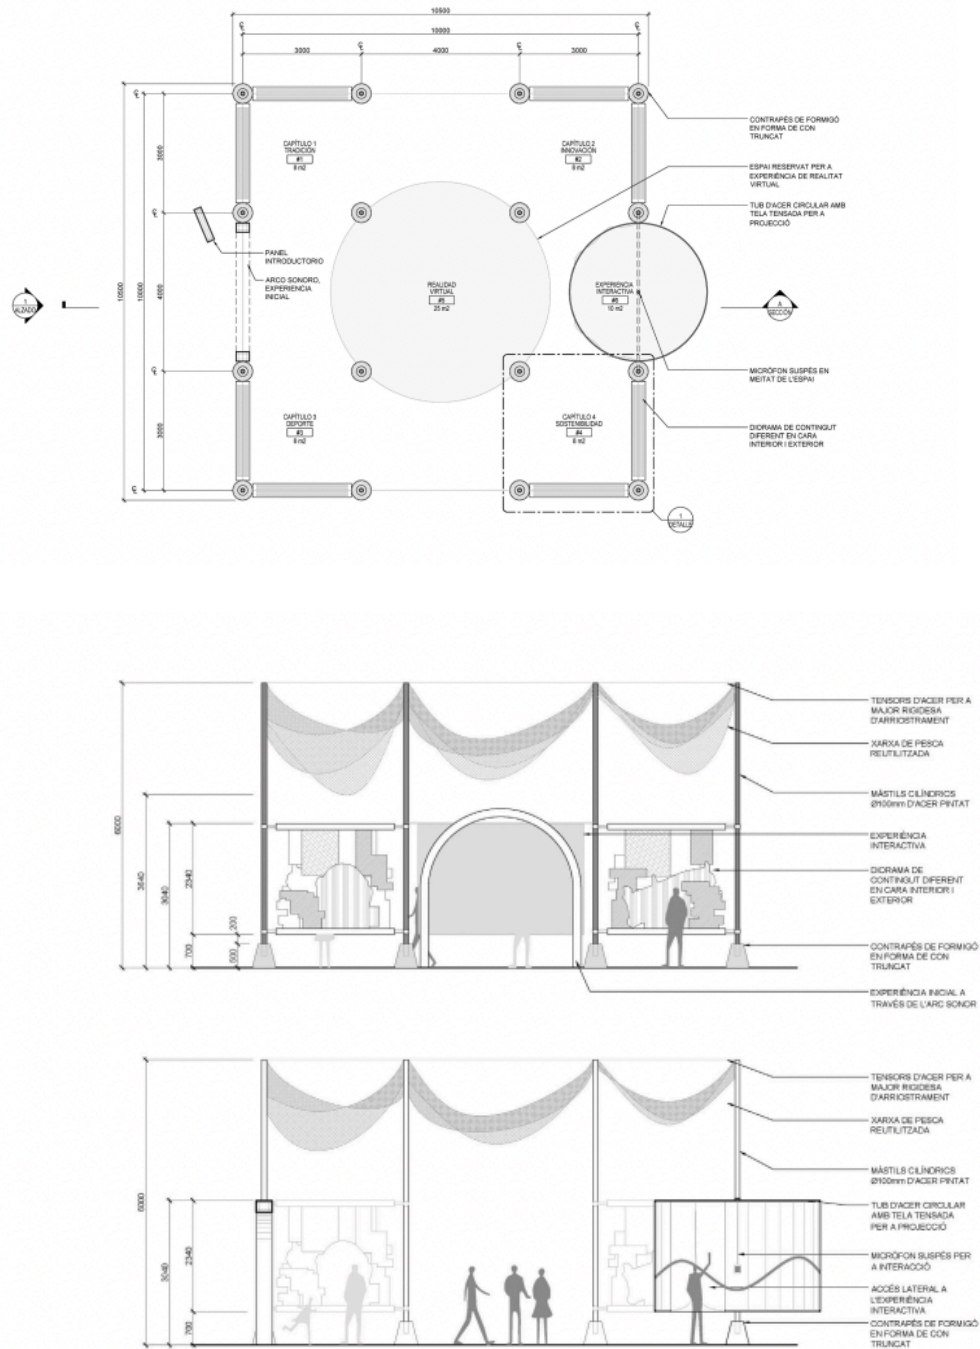 10500
10000
3000
4000
3000
CONTRAPÉS DE FORMIGÓ
EN FORMA DE CON
TRUNCAT
CAPÍTULO 1
TRADICIÓN
#1
8 m2
CAPÍTULO 2
INNOVACIÓN
#2
8 m2
3000
ESPAI RESERVAT PER A
EXPERIÈNCIA DE REALITAT
VIRTUAL
TUB D'ACER CIRCULAR AMB
TELA TENSADA PER A
PROJECCIÓ
PANEL
INTRODUCTORIO
ARCO SONORO,
EXPERIENCIA
INICIAL
10500
10000
4000
REALIDAD
VIRTUAL
#5
25 m2
EXPERIENCIA
INTERACTIVA
#6
10 m2
1
ALZADO
A
SECCIÓN
MICRÒFON SUSPÈS EN
MEITAT DE L'ESPAI
CAPÍTULO 3
DEPORTE
#3
8 m2
CAPÍTULO 4
SOSTENIBILIDAD
#4
8 m2
3000
DIORAMA DE CONTINGUT
DIFERENT EN CARA
INTERIOR I EXTERIOR
1
DETALLE
TENSORS D'ACER PER A
MAJOR RIGIDESA
D'ARRIOSTRAMENT
XARXA DE PESCA
REUTILITZADA
MÀSTILS CILÍNDRICS
Ø100mm D'ACER PINTAT
6000
3640
3040
2340
200
700
500
EXPERIÈNCIA
INTERACTIVA
DIORAMA DE
CONTINGUT DIFERENT
EN CARA INTERIOR I
EXTERIOR
CONTRAPÉS DE FORMIGÓ
EN FORMA DE CON
TRUNCAT
EXPERIÈNCIA INICIAL A
TRAVÉS DE L'ARC SONOR
TENSORS D'ACER PER A
MAJOR RIGIDESA
D'ARRIOSTRAMENT
XARXA DE PESCA
REUTILITZADA
MÀSTILS CILÍNDRICS
Ø100mm D'ACER PINTAT
6000
3040
2340
700
TUB D'ACER CIRCULAR
AMB TELA TENSADA
PER A PROJECCIÓ
MICRÒFON SUSPÈS PER
A INTERACCIÓ
ACCÉS LATERAL A
L'EXPERIÈNCIA
INTERACTIVA
CONTRAPÉS DE FORMIGÓ
EN FORMA DE CON
TRUNCAT